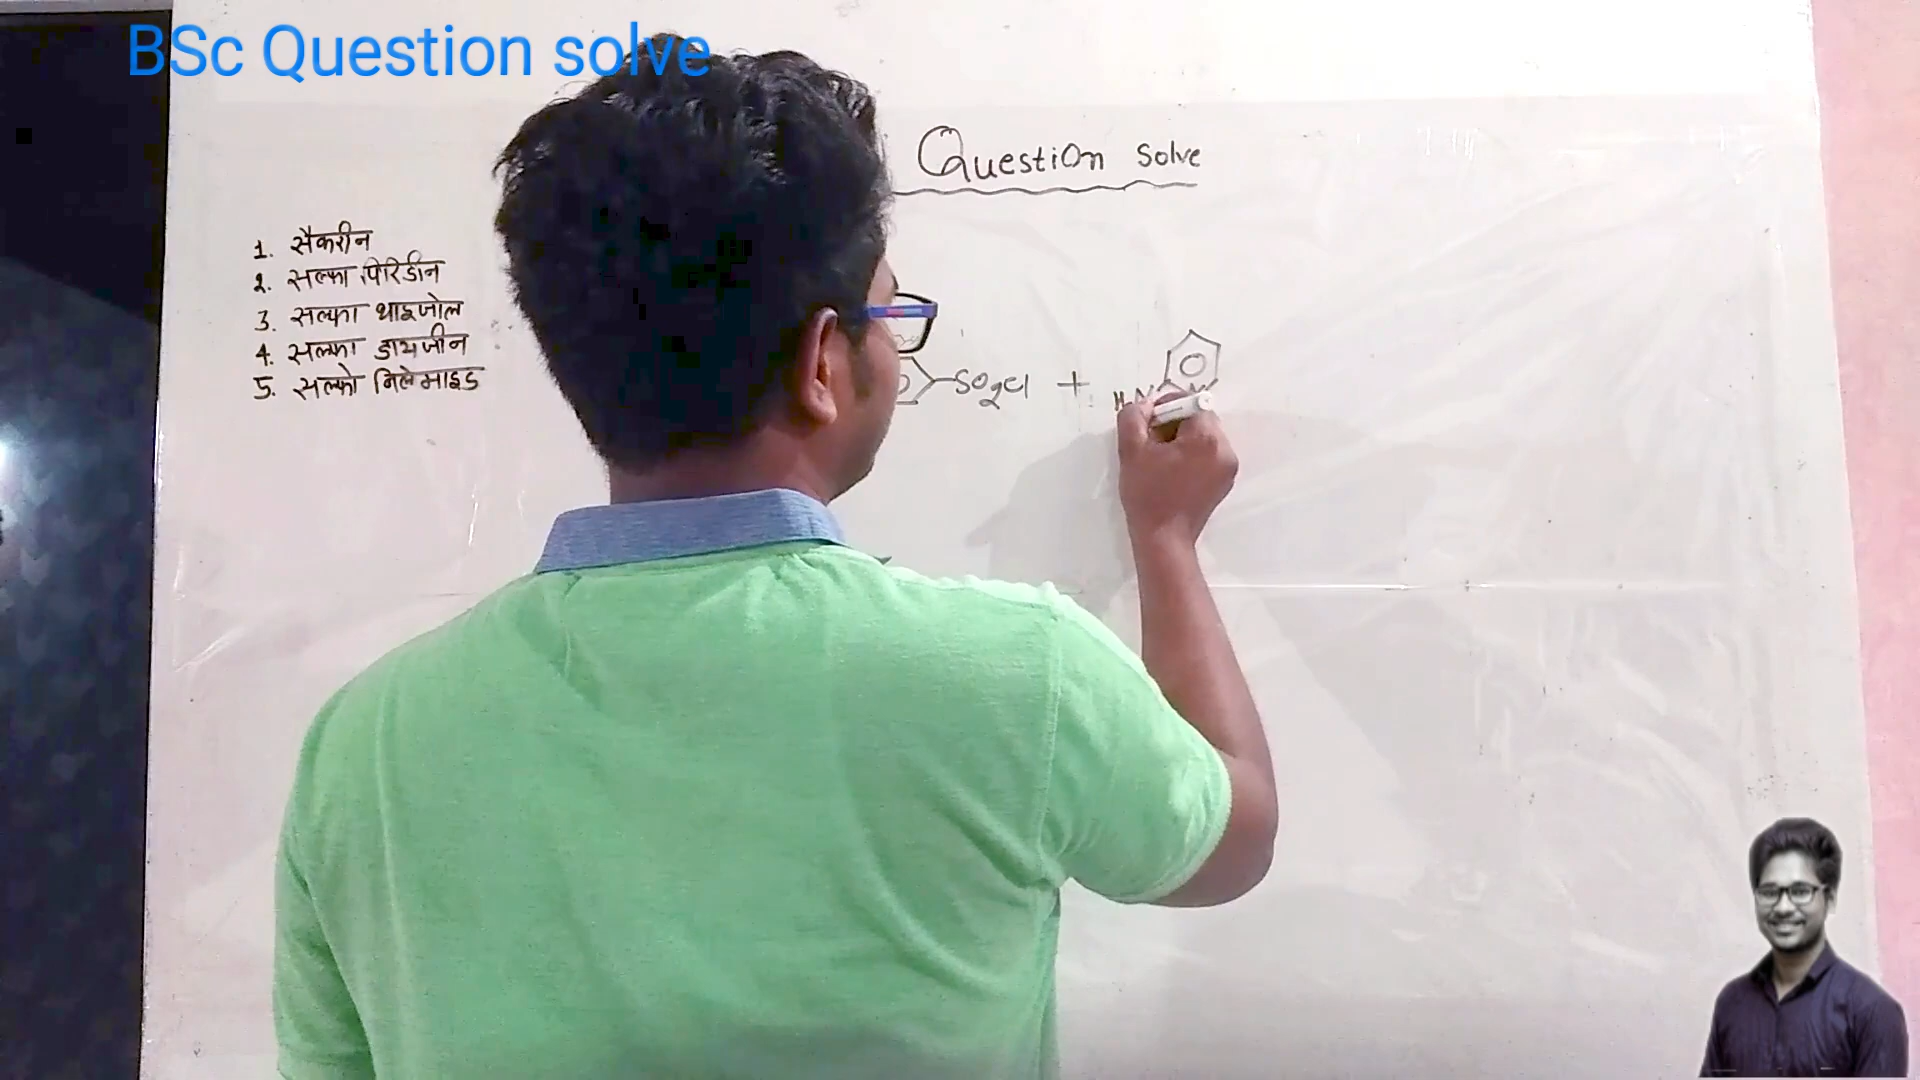 BSc Question solve
Question Solve
1. सैकरीन
2. सल्फा पिरिडीन
3. सल्फा थाइजोल
4. सल्फा डायजीन
5. सल्फो निलेमाइड
SO2Cl +